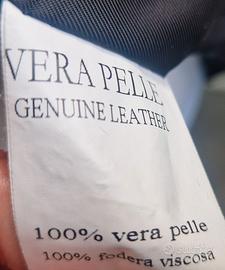 VERA PELLE
GENUINE LEATHER
100% vera pelle
100% fodera viscosa